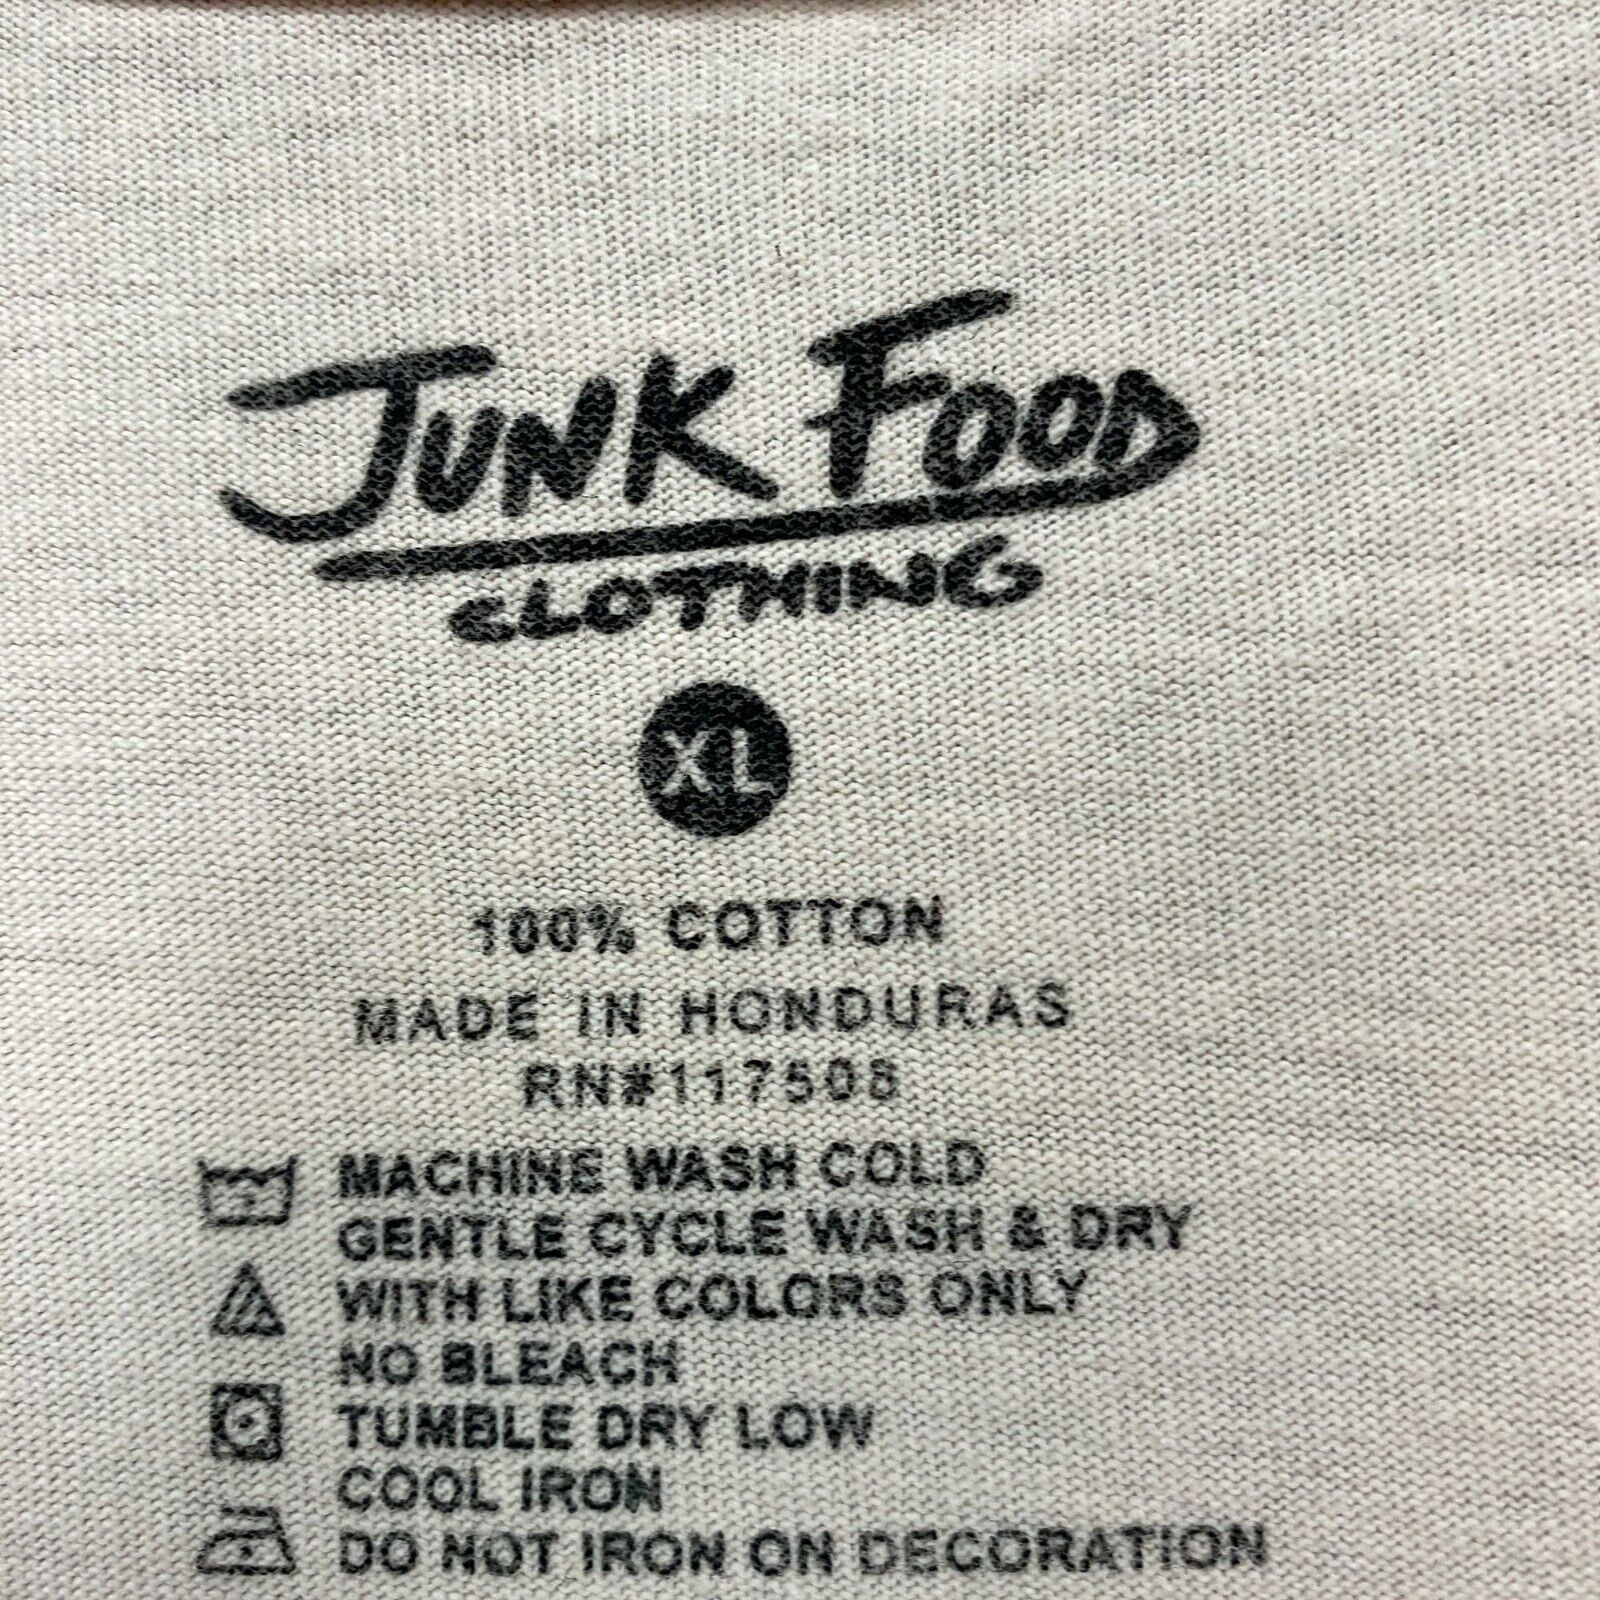 JUNK FOOD
CLOTHING
XL
100% COTTON
MADE IN HONDURAS
RN#117508
MACHINE WASH COLD
GENTLE CYCLE WASH & DRY
WITH LIKE COLORS ONLY
NO BLEACH
TUMBLE DRY LOW
COOL IRON
DO NOT IRON ON DECORATION